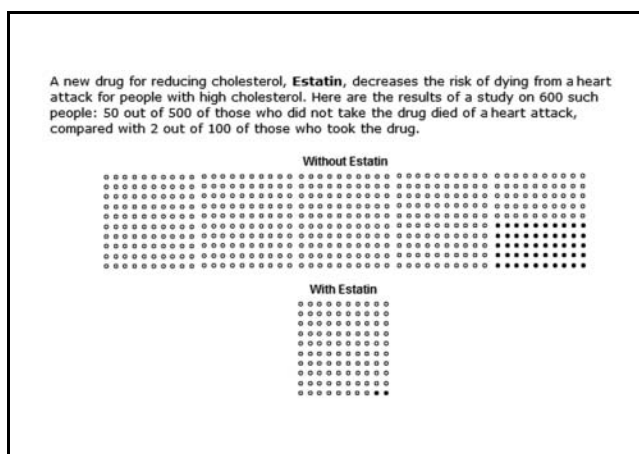 A new drug for reducing cholesterol, Estatin, decreases the risk of dying from a heart
attack for people with high cholesterol. Here are the results of a study on 600 such
people: 50 out of 500 of those who did not take the drug died of a heart attack,
compared with 2 out of 100 of those who took the drug.
Without Estatin
With Estatin